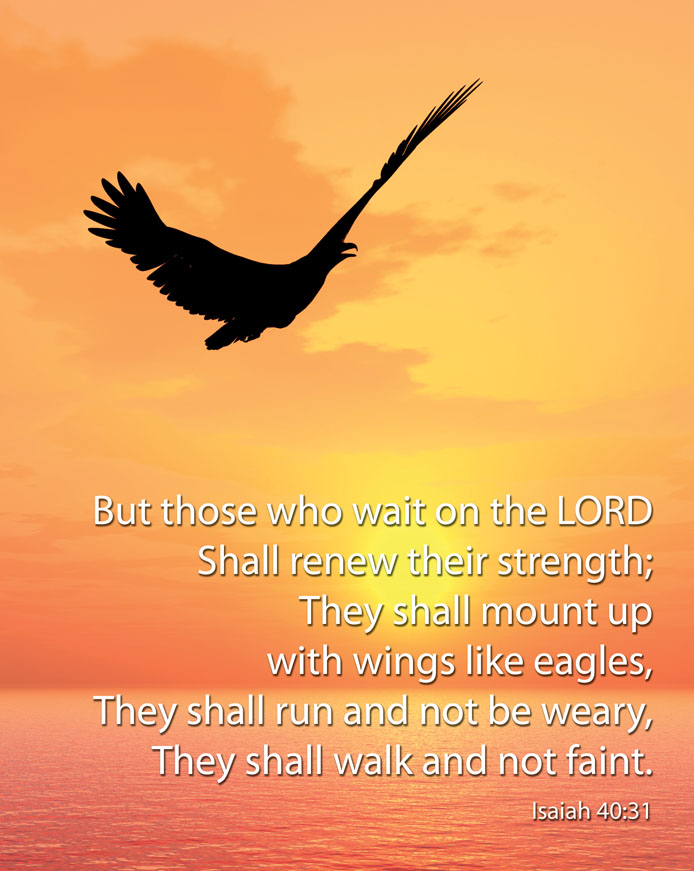 But those who wait on the LORD
Shall renew their strength;
They shall mount up
with wings like eagles,
They shall run and not be weary,
They shall walk and not faint.
Isaiah 40:31